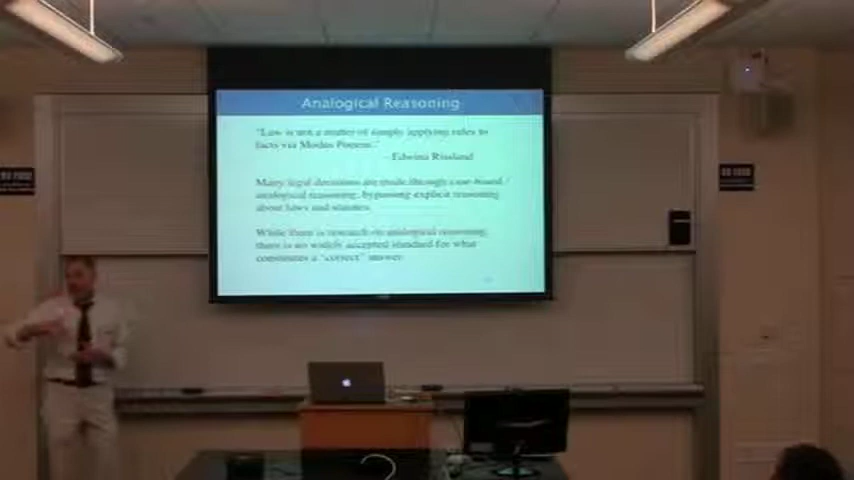 Analogical Reasoning
"Law is not a matter of simply applying rules to
facts via Modus Ponens."
--Edwina Rissland
Many legal decisions are made through case-based /
analogical reasoning, bypassing explicit reasoning
about laws and statutes.
While there is research on analogical reasoning,
there is no widely accepted standard for what
constitutes a "correct" answer.
NO FOOD